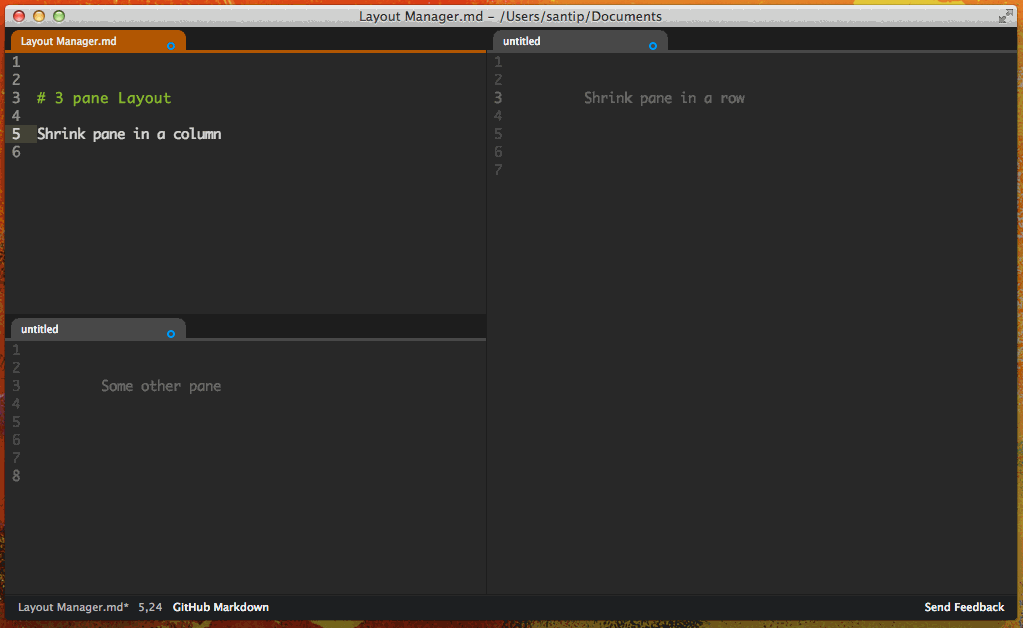 Layout Manager.md – /Users/santip/Documents
Layout Manager.md
1
2
3 # 3 pane Layout
4
5 Shrink pane in a column
6
untitled
1
2
3 Some other pane
4
5
6
7
8
untitled
1
2
3 Shrink pane in a row
4
5
6
7
Layout Manager.md* 5,24 GitHub Markdown Send Feedback